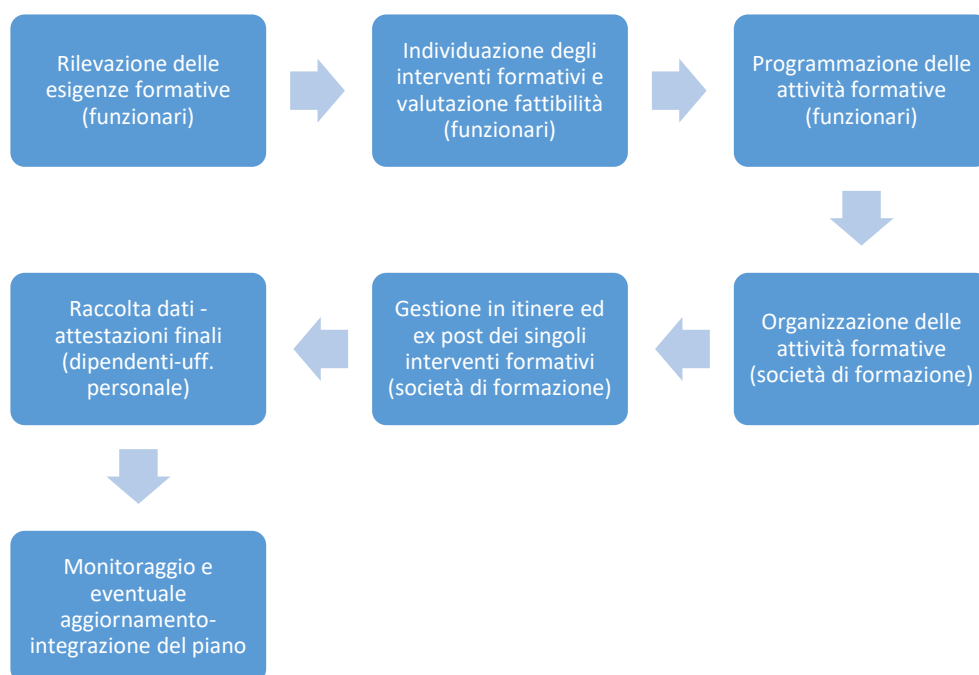 Rilevazione delle
esigenze formative
(funzionari)
Individuazione degli
interventi formativi e
valutazione fattibilità
(funzionari)
Programmazione delle
attività formative
(funzionari)
Organizzazione delle
attività formative
(società di formazione)
Gestione in itinere ed
ex post dei singoli
interventi formativi
(società di formazione)
Raccolta dati -
attestazioni finali
(dipendenti-uff.
personale)
Monitoraggio e
eventuale
aggiornamento-
integrazione del piano